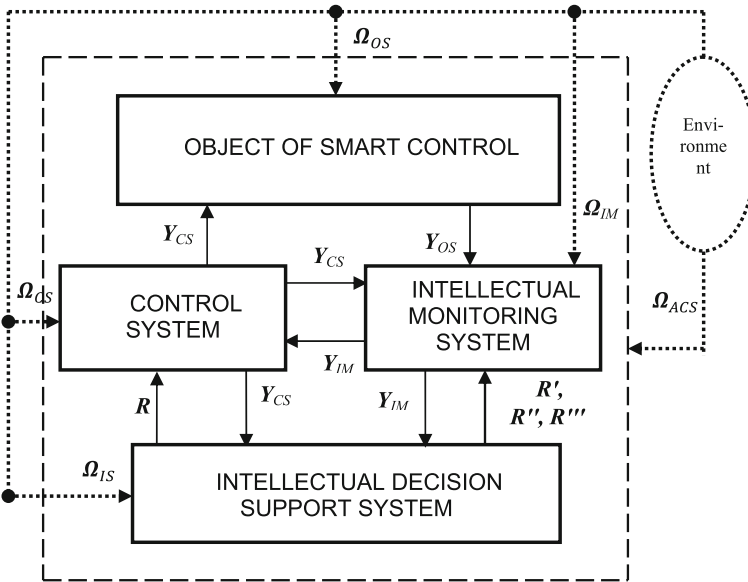 Ω_OS
OBJECT OF SMART CONTROL
Envi-
ronme
nt
Ω_IM
Y_CS
Y_OS
Y_CS
Ω_CS
CONTROL
SYSTEM
INTELLECTUAL
MONITORING
SYSTEM
Ω_ACS
Y_IM
R
Y_CS
Y_IM
R',
R'', R'''
Ω_IS
INTELLECTUAL DECISION
SUPPORT SYSTEM